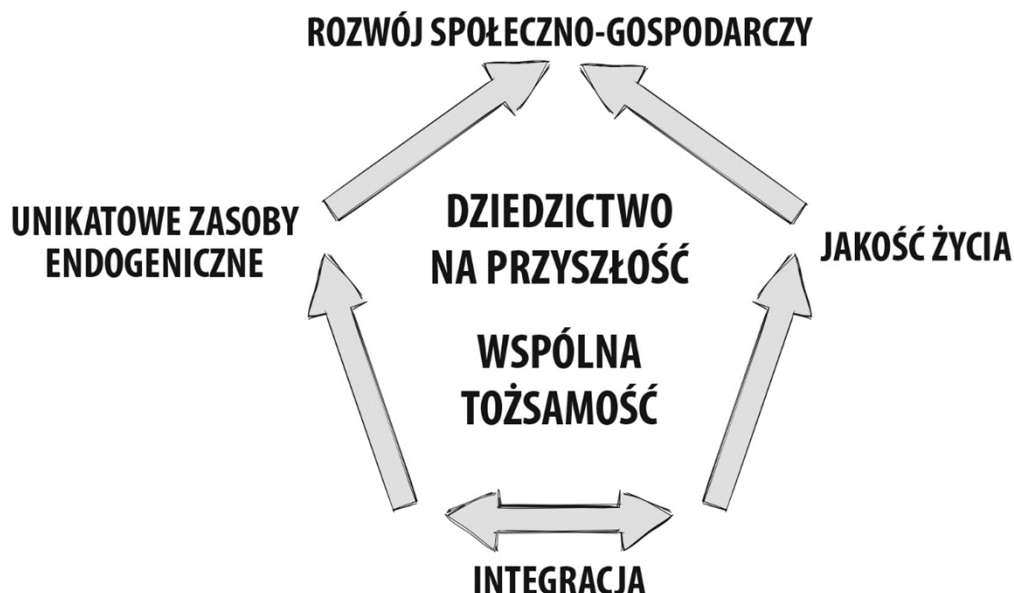 ROZWÓJ SPOŁECZNO-GOSPODARCZY
UNIKATOWE ZASOBY
ENDOGENICZNE
DZIEDZICTWO
NA PRZYSZŁOŚĆ
WSPÓLNA
TOŻSAMOŚĆ
JAKOŚĆ ŻYCIA
INTEGRACJA